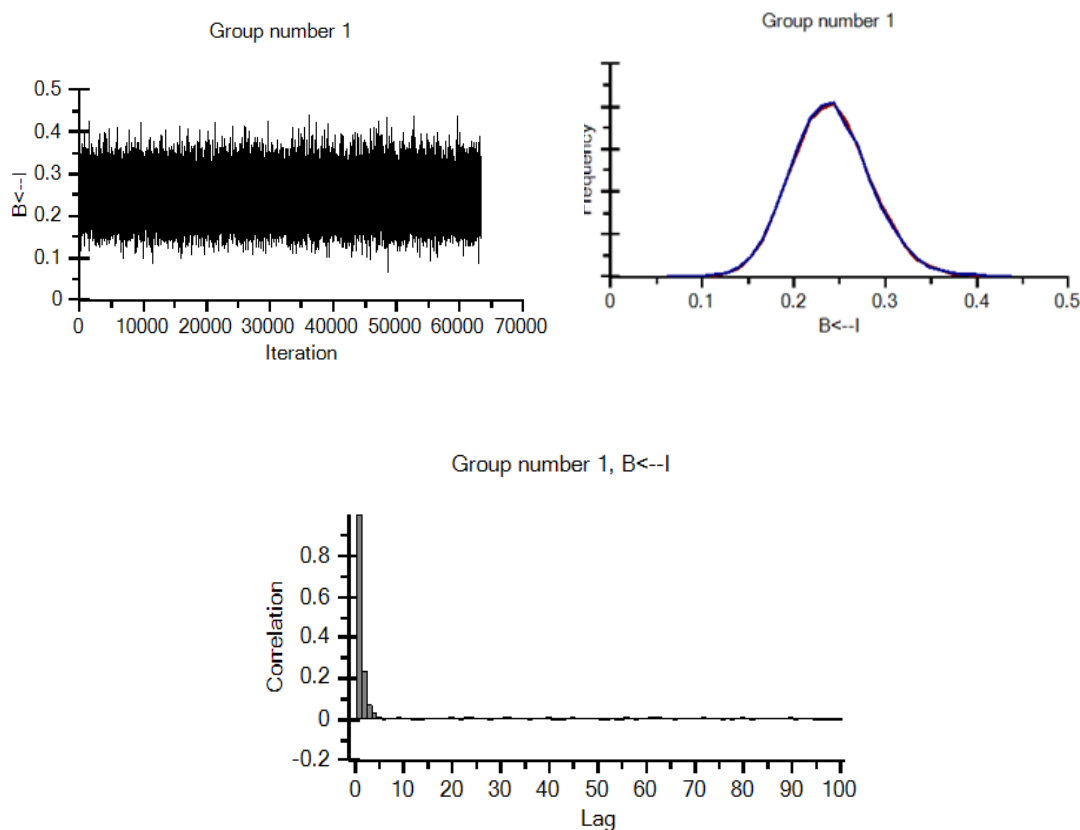 Group number 1
0.5
0.4
0.3
0.2
0.1
0
B<--I
0 10000 20000 30000 40000 50000 60000 70000
Iteration
Group number 1
Frequency
0 0.1 0.2 0.3 0.4 0.5
B<--I
Group number 1, B<--I
0.8
0.6
0.4
0.2
0
-0.2
Correlation
0 10 20 30 40 50 60 70 80 90 100
Lag